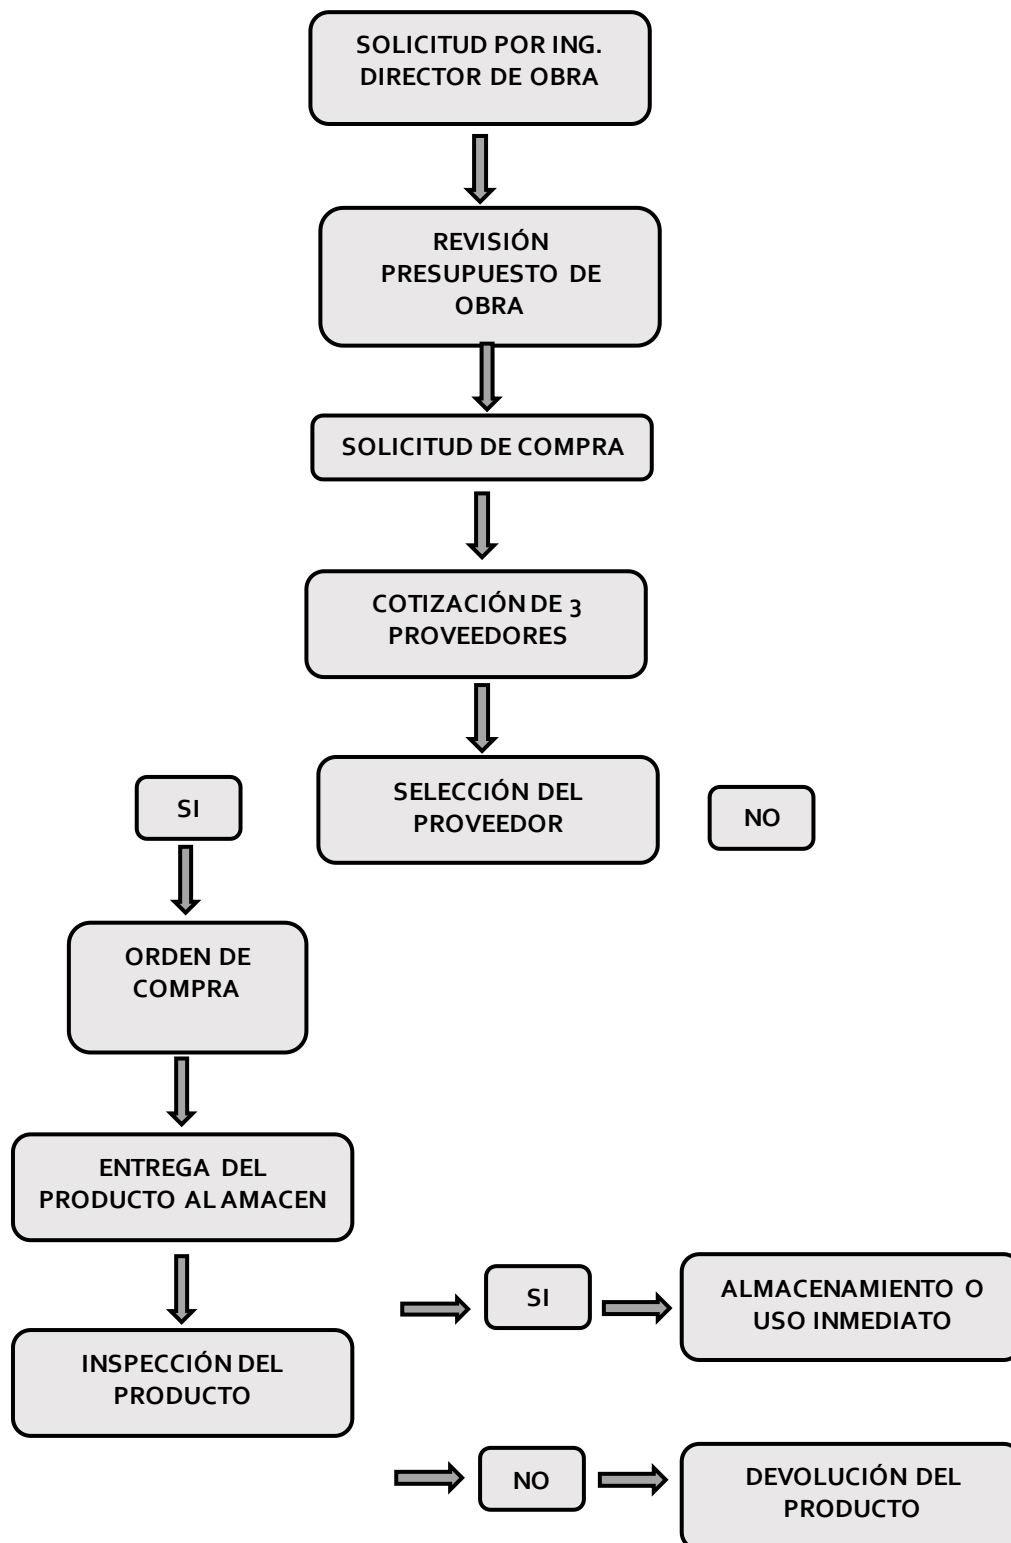 SOLICITUD POR ING.
DIRECTOR DE OBRA
REVISIÓN
PRESUPUESTO DE
OBRA
SOLICITUD DE COMPRA
COTIZACIÓN DE 3
PROVEEDORES
SI
SELECCIÓN DEL
PROVEEDOR
NO
ORDEN DE
COMPRA
ENTREGA DEL
PRODUCTO AL AMACEN
INSPECCIÓN DEL
PRODUCTO
SI
ALMACENAMIENTO O
USO INMEDIATO
NO
DEVOLUCIÓN DEL
PRODUCTO